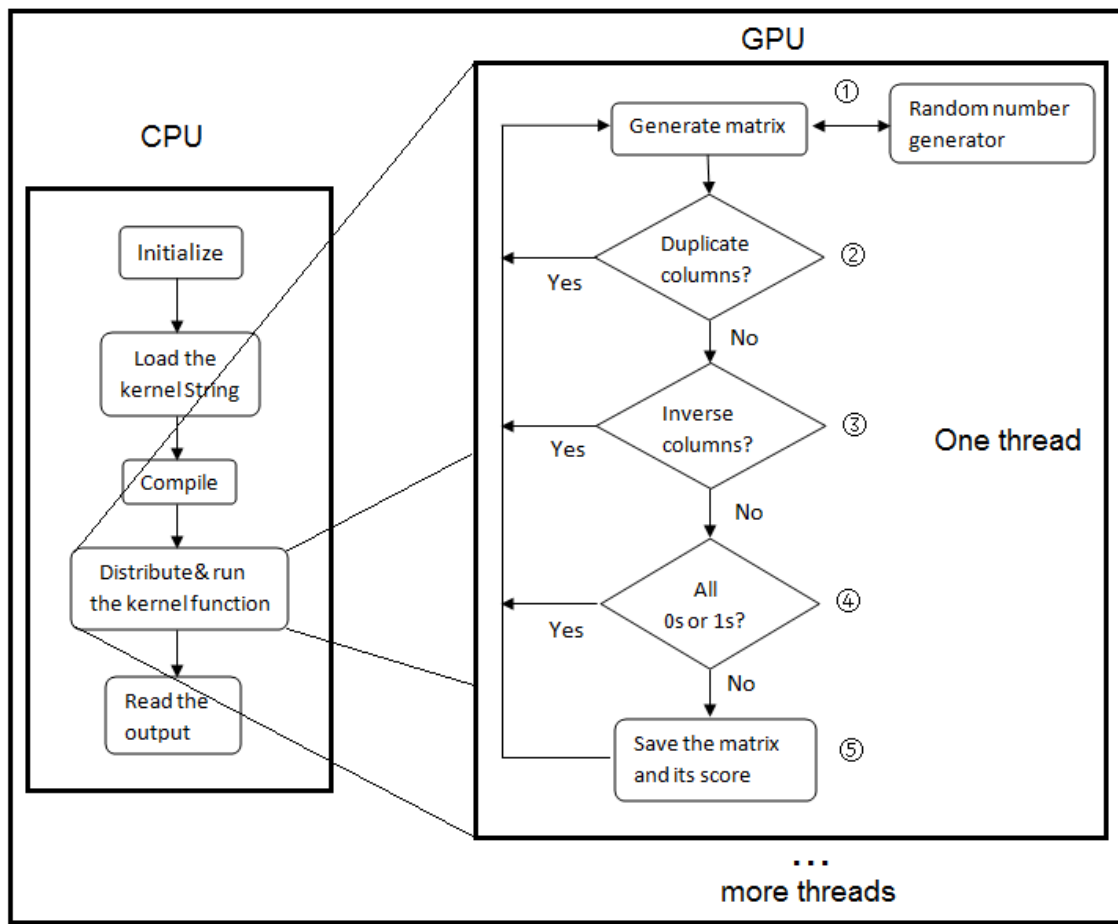 CPU
Initialize
Load the
kernel String
Compile
Distribute& run
the kernel function
Read the
output
GPU
①
Generate matrix
Random number
generator
Duplicate
columns?
②
Yes
No
Inverse
columns?
③
Yes
No
One thread
All
0s or 1s?
④
Yes
No
Save the matrix
and its score
⑤
...
more threads